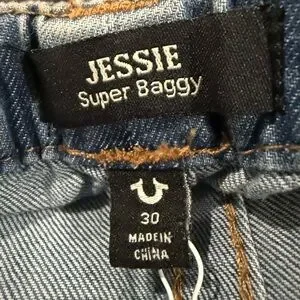 JESSIE
Super Baggy
30
MADE IN
CHINA